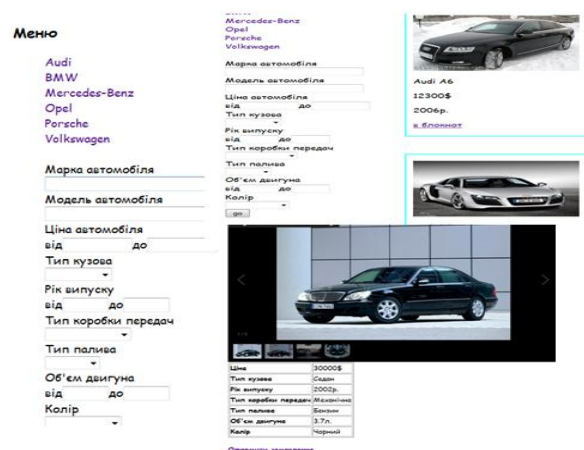 Меню
Audi
BMW
Mercedes-Benz
Opel
Porsche
Volkswagen
Марка автомобіля
Модель автомобіля
Ціна автомобіля
від до
Тип кузова
Рік випуску
від до
Тип коробки передач
Тип палива
Об'єм двигуна
від до
Колір
Mercedes-Benz
Opel
Porsche
Volkswagen
Марка автомобіля
Модель автомобіля
Ціна автомобіля
від до
Тип кузова
Рік випуску
від до
Тип коробки передач
Тип палива
Об'єм двигуна
від до
Колір
go
Audi A6
12300$
2006р.
в блокнот
Ціна 30000$
Тип кузова Седан
Рік випуску 2002р.
Тип коробки передач Механічна
Тип палива Бензин
Об'єм двигуна 3.7л.
Колір Чорний